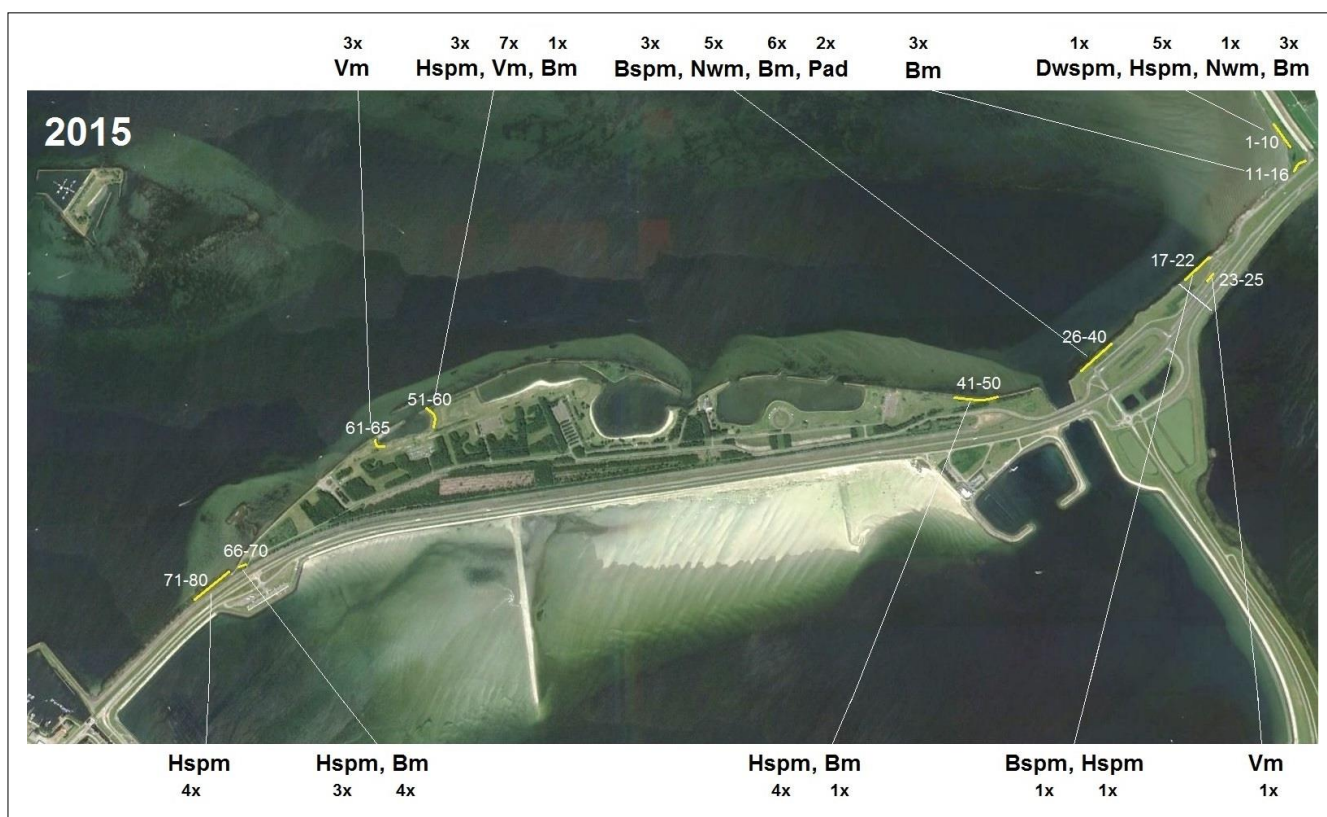 3x 3x 7x 1x 3x 5x 6x 2x 3x 1x 5x 1x 3x
Vm Hspm, Vm, Bm Bspm, Nwm, Bm, Pad Bm Dwspm, Hspm, Nwm, Bm
2015
1-10
11-16
17-22
23-25
26-40
41-50
51-60
61-65
66-70
71-80
Hspm Hspm, Bm Hspm, Bm Bspm, Hspm Vm
4x 3x 4x 4x 1x 1x 1x 1x